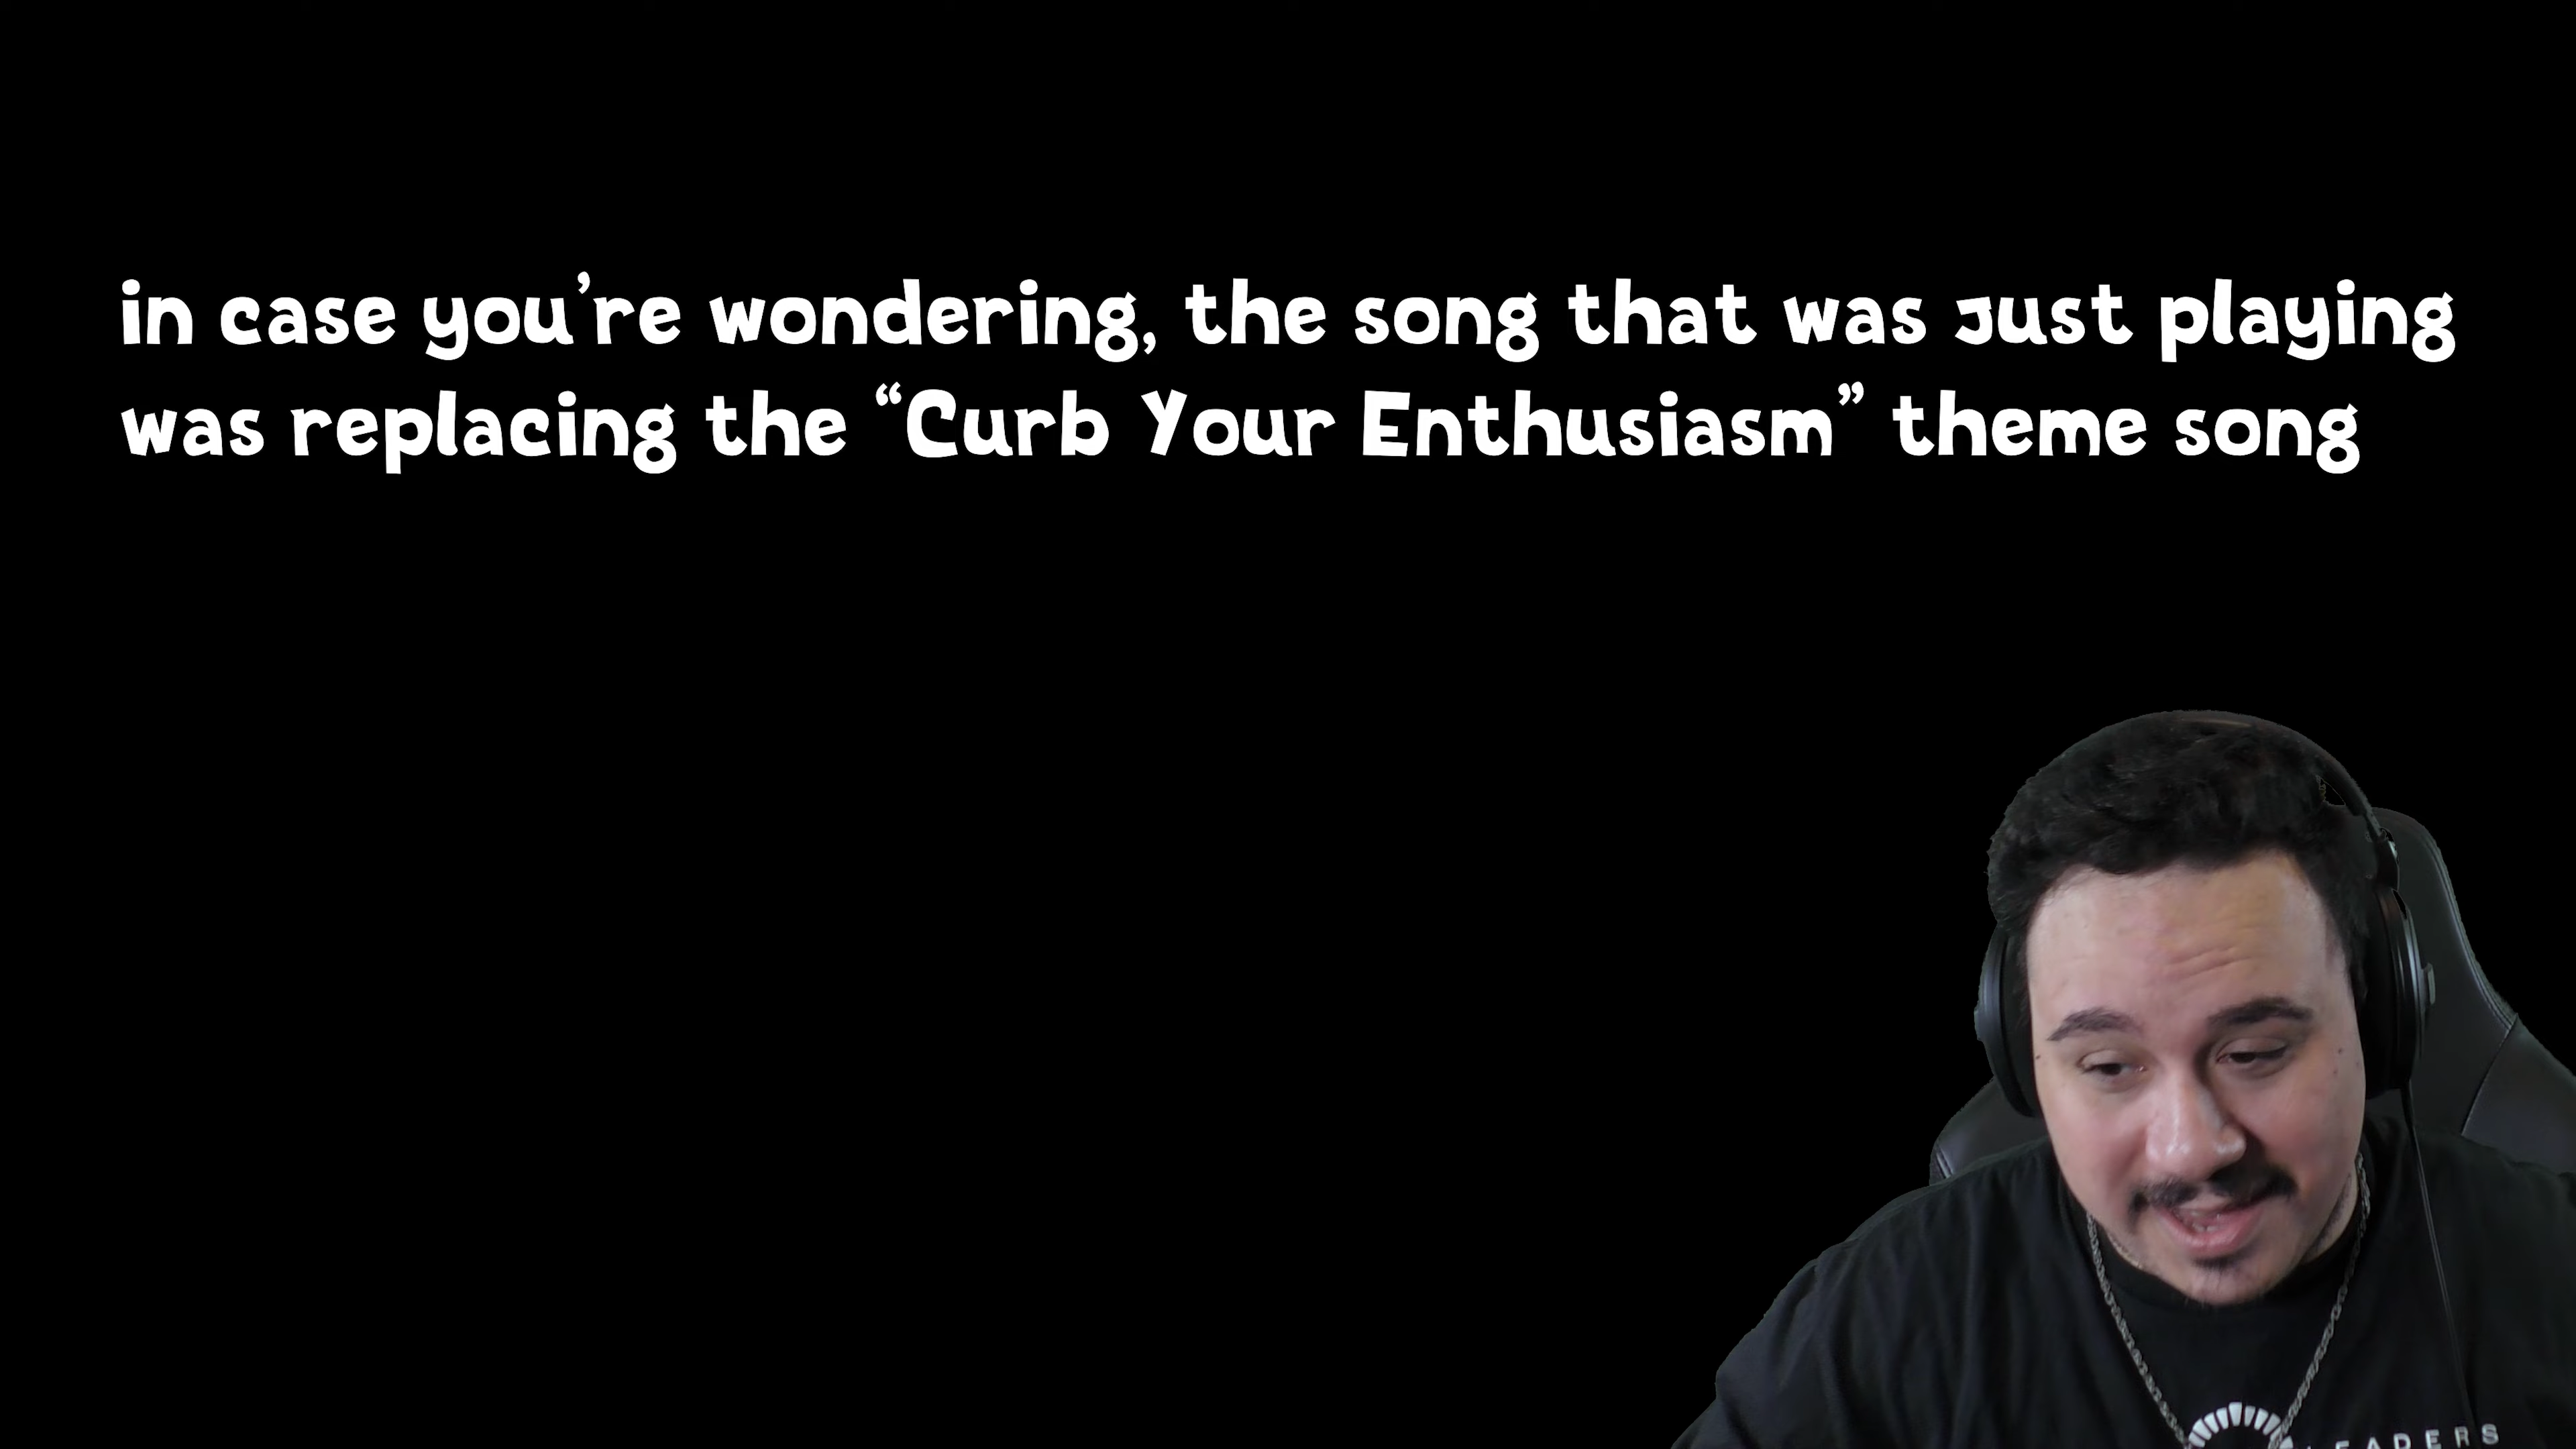 in case you’re wondering, the song that was just playing
was replacing the “Curb Your Enthusiasm” theme song